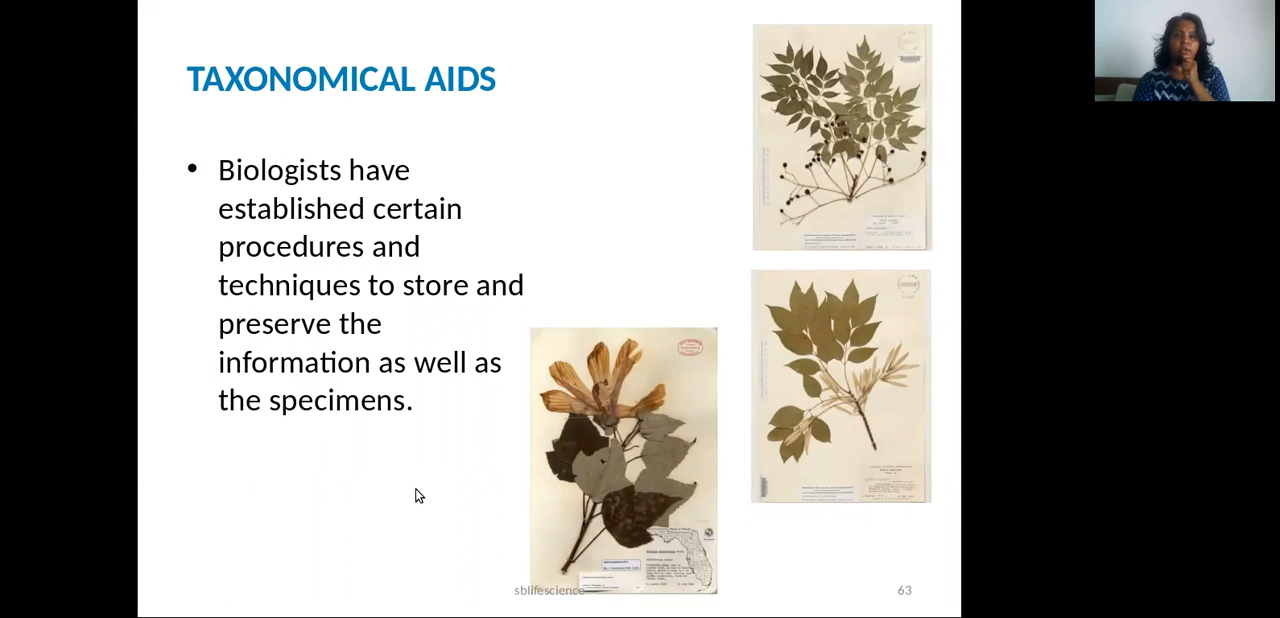 TAXONOMICAL AIDS
• Biologists have
established certain
procedures and
techniques to store and
preserve the
information as well as
the specimens.
sblifescience
63